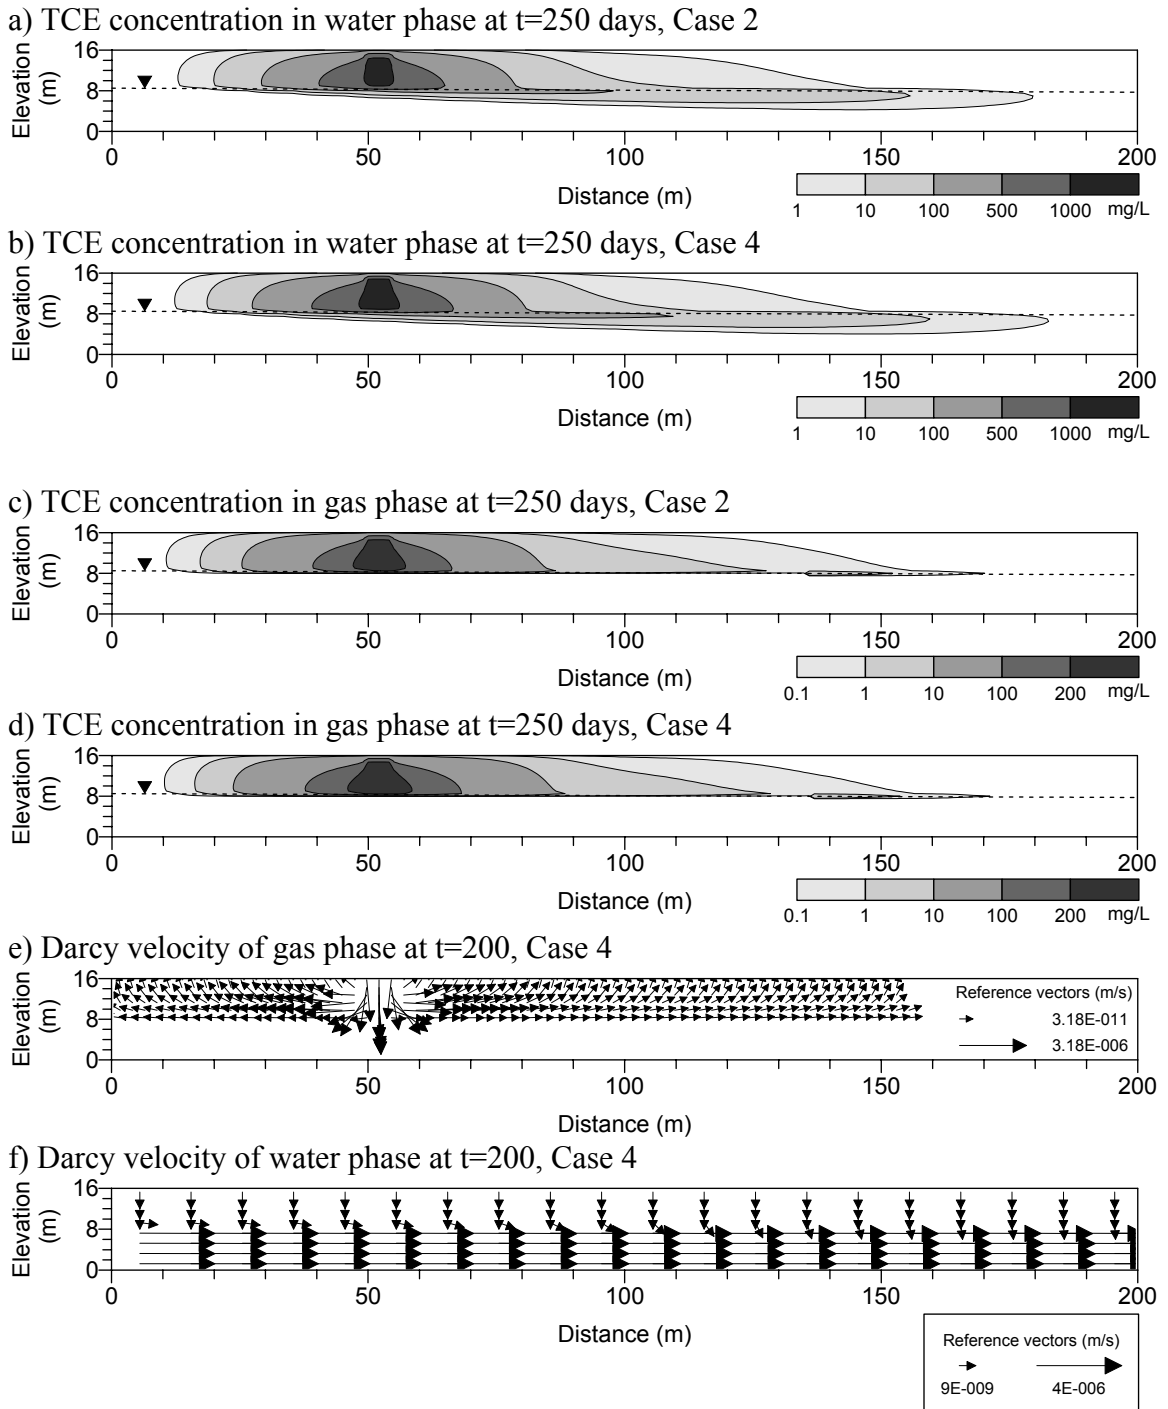 a) TCE concentration in water phase at t=250 days, Case 2
Elevation
(m)
16
8
0
0 50 100 150 200
Distance (m)
1 10 100 500 1000 mg/L
b) TCE concentration in water phase at t=250 days, Case 4
Elevation
(m)
16
8
0
0 50 100 150 200
Distance (m)
1 10 100 500 1000 mg/L
c) TCE concentration in gas phase at t=250 days, Case 2
Elevation
(m)
16
8
0
0 50 100 150 200
Distance (m)
0.1 1 10 100 200 mg/L
d) TCE concentration in gas phase at t=250 days, Case 4
Elevation
(m)
16
8
0
0 50 100 150 200
Distance (m)
0.1 1 10 100 200 mg/L
e) Darcy velocity of gas phase at t=200, Case 4
Elevation
(m)
16
8
0
Reference vectors (m/s)
3.18E-011
3.18E-006
0 50 100 150 200
Distance (m)
f) Darcy velocity of water phase at t=200, Case 4
Elevation
(m)
16
8
0
0 50 100 150 200
Distance (m)
Reference vectors (m/s)
9E-009 4E-006